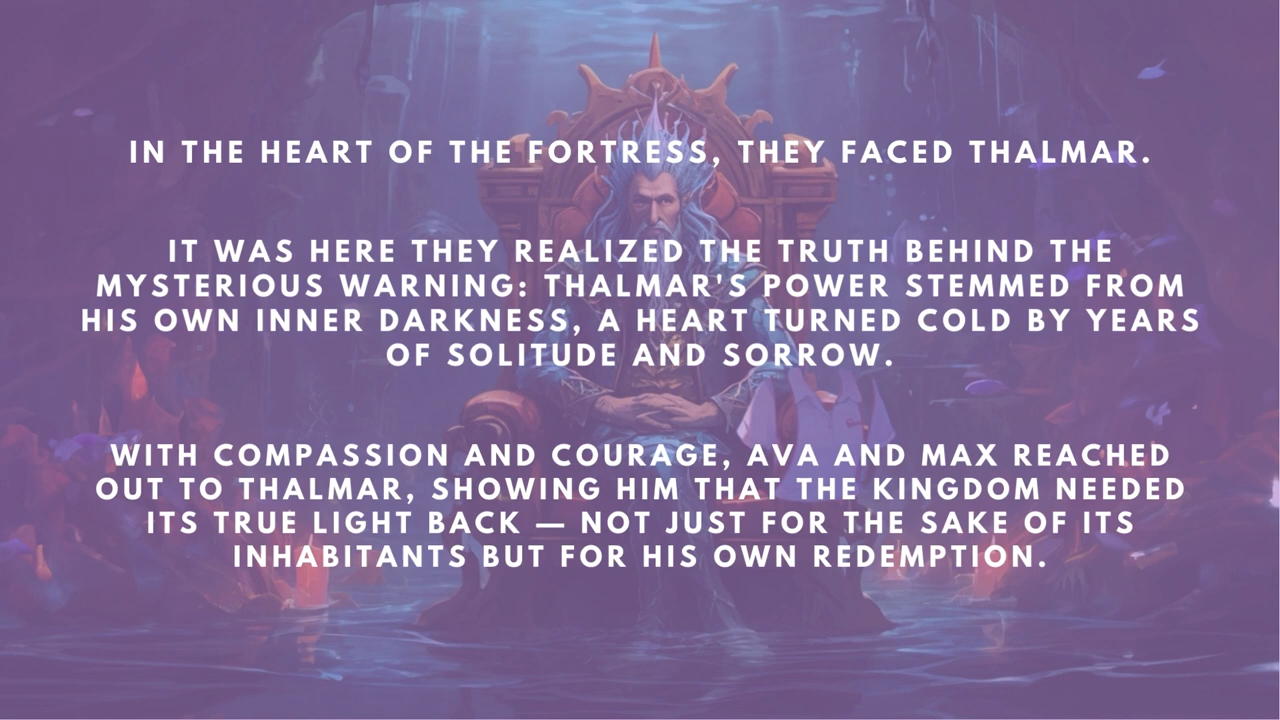 IN THE HEART OF THE FORTRESS, THEY FACED THALMAR.
IT WAS HERE THEY REALIZED THE TRUTH BEHIND THE
MYSTERIOUS WARNING: THALMAR'S POWER STEMMED FROM
HIS OWN INNER DARKNESS, A HEART TURNED COLD BY YEARS
OF SOLITUDE AND SORROW.
WITH COMPASSION AND COURAGE, AVA AND MAX REACHED
OUT TO THALMAR, SHOWING HIM THAT THE KINGDOM NEEDED
ITS TRUE LIGHT BACK — NOT JUST FOR THE SAKE OF ITS
INHABITANTS BUT FOR HIS OWN REDEMPTION.